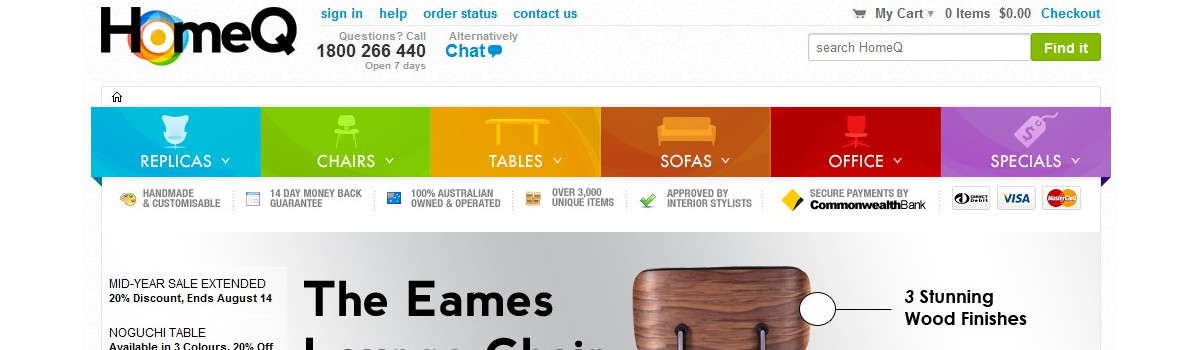 HomeQ
sign in help order status contact us
My Cart 0 Items $0.00 Checkout
Questions? Call
1800 266 440
Open 7 days
Alternatively
Chat
search HomeQ
Find it
REPLICAS
CHAIRS
TABLES
SOFAS
OFFICE
SPECIALS
HANDMADE
& CUSTOMISABLE
14 DAY MONEY BACK
GUARANTEE
100% AUSTRALIAN
OWNED & OPERATED
OVER 3,000
UNIQUE ITEMS
APPROVED BY
INTERIOR STYLISTS
SECURE PAYMENTS BY
CommonwealthBank
DIRECT
Debit
VISA
MasterCard
MID-YEAR SALE EXTENDED
20% Discount, Ends August 14
NOGUCHI TABLE
Available in 3 Colours, 20% Off
The Eames
Lounge Chair
3 Stunning
Wood Finishes